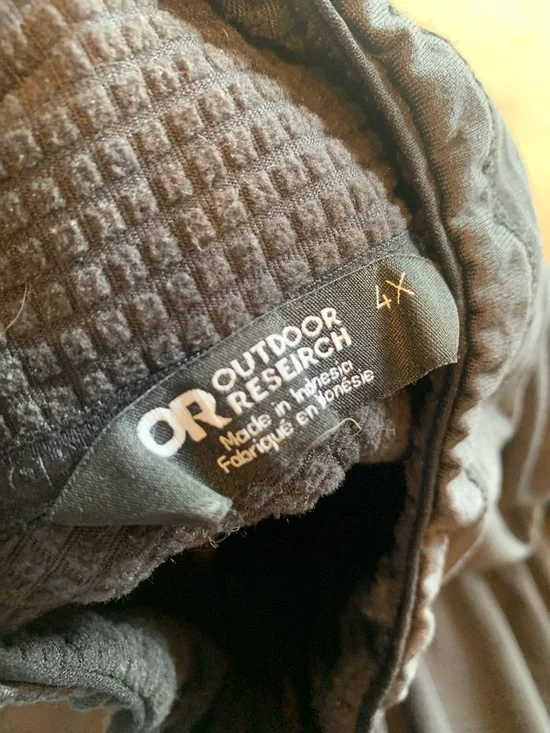 OR OUTDOOR
RESEARCH
4X
Made in Indonesia
Fabriqué en Indonésie